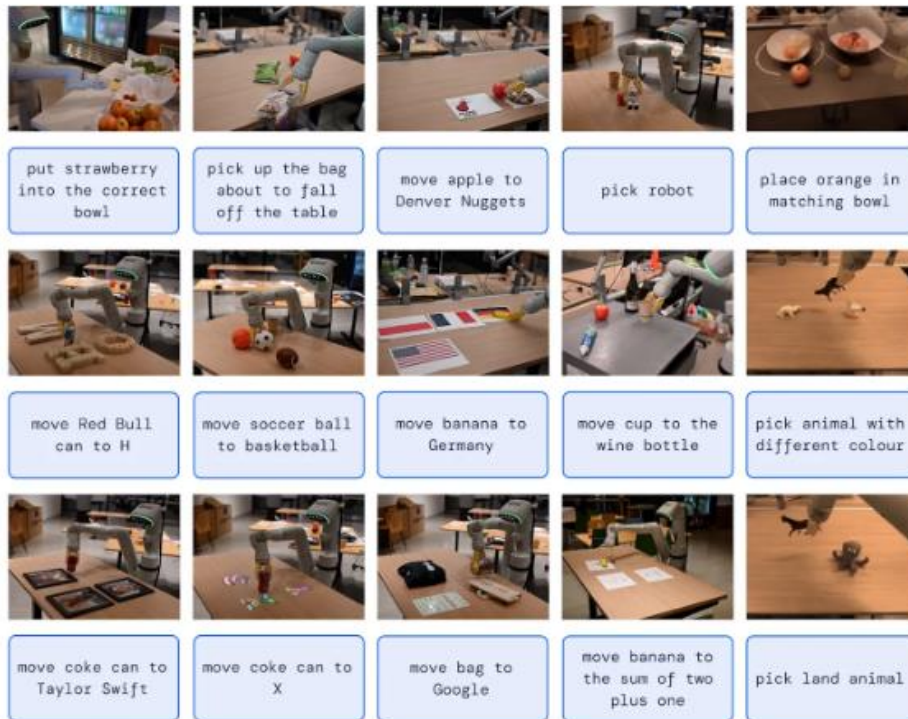 put strawberry
into the correct
bowl
pick up the bag
about to fall
off the table
move apple to
Denver Nuggets
pick robot
place orange in
matching bowl
move Red Bull
can to H
move soccer ball
to basketball
move banana to
Germany
move cup to the
wine bottle
pick animal with
different colour
move coke can to
Taylor Swift
move coke can to
X
move bag to
Google
move banana to
the sum of two
plus one
pick land animal